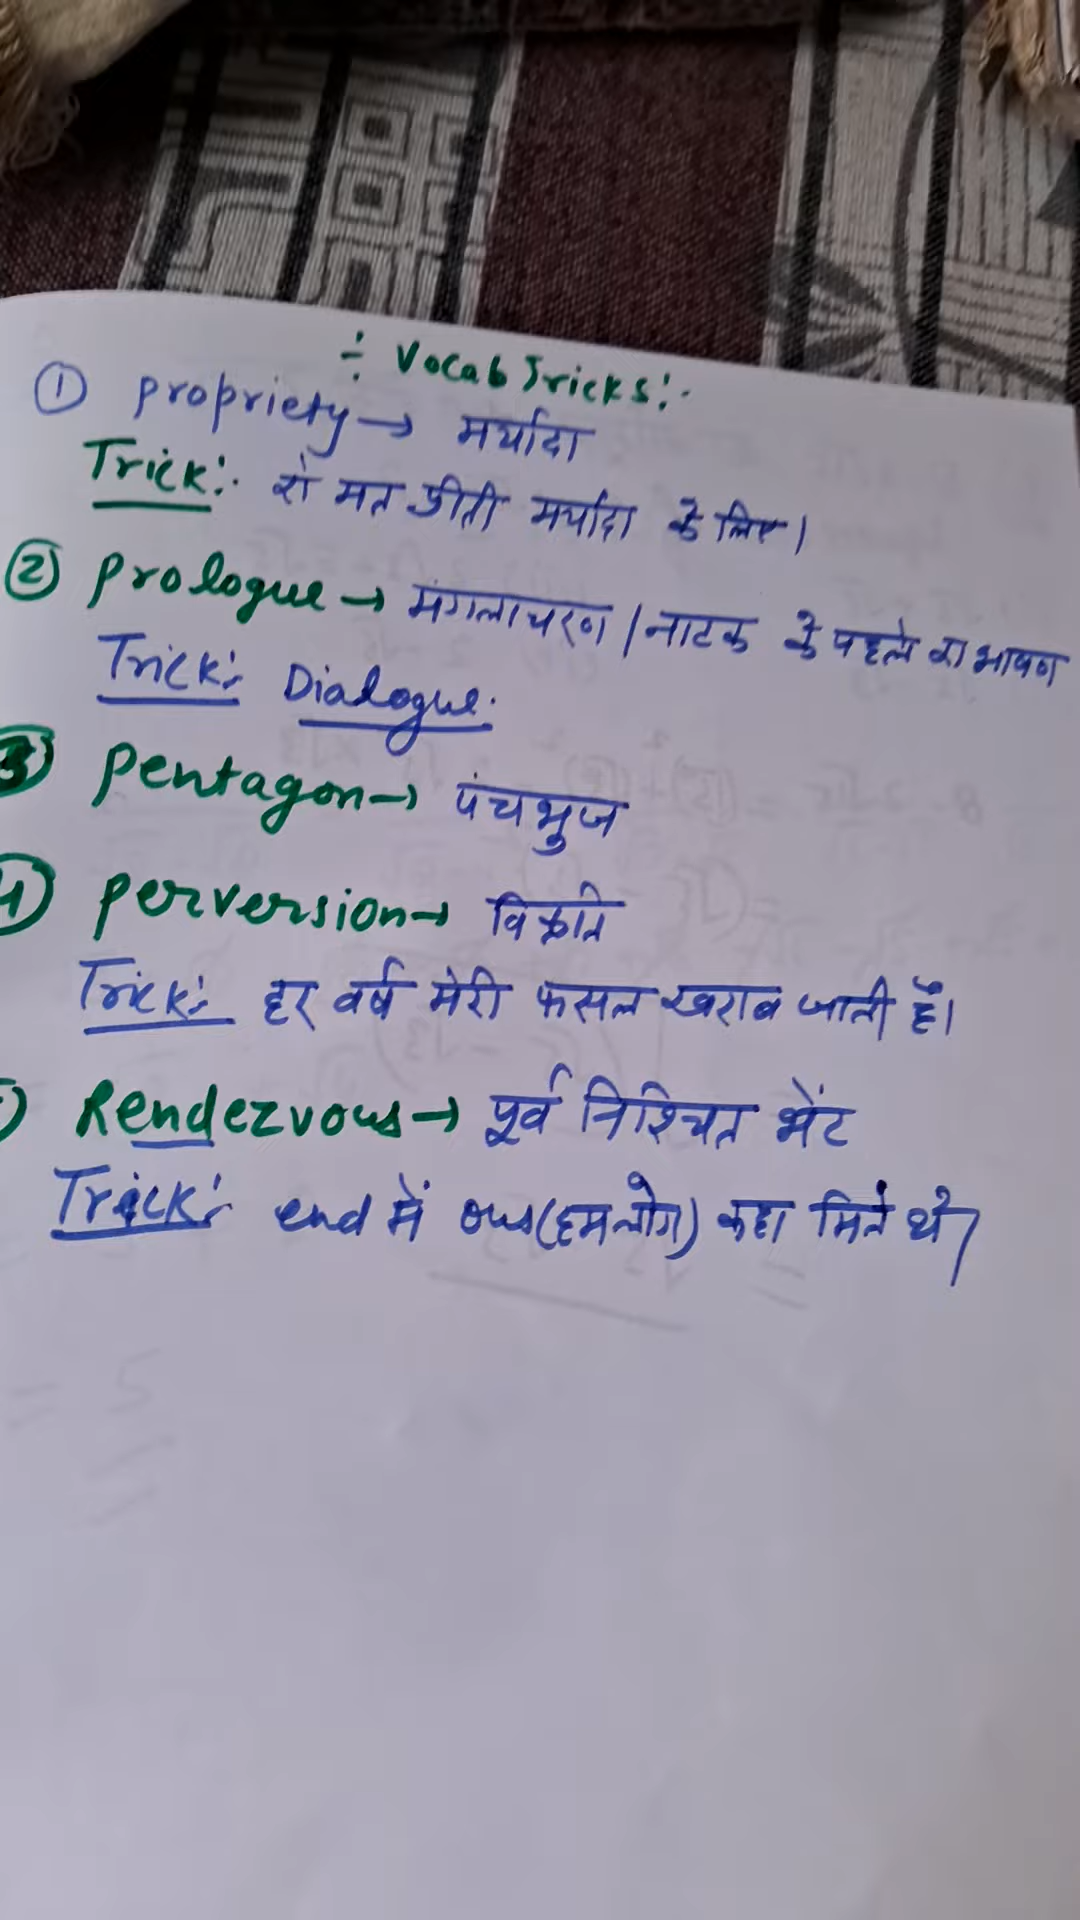 ÷ Vocab Tricks:-
① propriety → मर्यादा
Trick:- रो मत प्रीती मर्यादा के लिए।
② prologue → मंगलाचरण / नाटक के पहले का भाषण
Trick:- Dialogue.
③ Pentagon → पंचभुज
④ perversion → विक्रति
Trick:- हर वर्ष मेरी फसल खराब जाती है।
Rendezvous → पूर्व निश्चित भेंट
Trick:- end में ous(हमलोग) कहा मिले थे